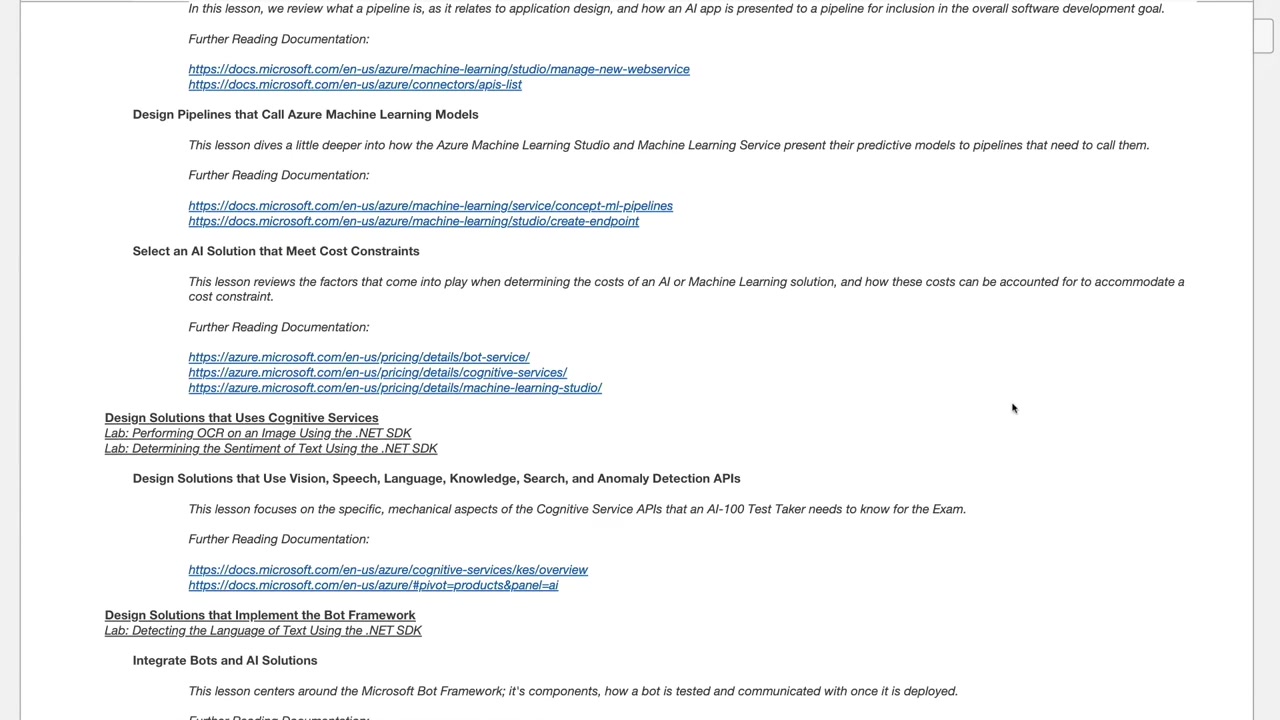 In this lesson, we review what a pipeline is, as it relates to application design, and how an AI app is presented to a pipeline for inclusion in the overall software development goal.
Further Reading Documentation:
https://docs.microsoft.com/en-us/azure/machine-learning/studio/manage-new-webservice
https://docs.microsoft.com/en-us/azure/connectors/apis-list
Design Pipelines that Call Azure Machine Learning Models
This lesson dives a little deeper into how the Azure Machine Learning Studio and Machine Learning Service present their predictive models to pipelines that need to call them.
Further Reading Documentation:
https://docs.microsoft.com/en-us/azure/machine-learning/service/concept-ml-pipelines
https://docs.microsoft.com/en-us/azure/machine-learning/studio/create-endpoint
Select an AI Solution that Meet Cost Constraints
This lesson reviews the factors that come into play when determining the costs of an AI or Machine Learning solution, and how these costs can be accounted for to accommodate a
cost constraint.
Further Reading Documentation:
https://azure.microsoft.com/en-us/pricing/details/bot-service/
https://azure.microsoft.com/en-us/pricing/details/cognitive-services/
https://azure.microsoft.com/en-us/pricing/details/machine-learning-studio/
Design Solutions that Uses Cognitive Services
Lab: Performing OCR on an Image Using the .NET SDK
Lab: Determining the Sentiment of Text Using the .NET SDK
Design Solutions that Use Vision, Speech, Language, Knowledge, Search, and Anomaly Detection APIs
This lesson focuses on the specific, mechanical aspects of the Cognitive Service APIs that an AI-100 Test Taker needs to know for the Exam.
Further Reading Documentation:
https://docs.microsoft.com/en-us/azure/cognitive-services/kes/overview
https://docs.microsoft.com/en-us/azure/#pivot=products&panel=ai
Design Solutions that Implement the Bot Framework
Lab: Detecting the Language of Text Using the .NET SDK
Integrate Bots and AI Solutions
This lesson centers around the Microsoft Bot Framework; it's components, how a bot is tested and communicated with once it is deployed.
Further Reading Documentation: